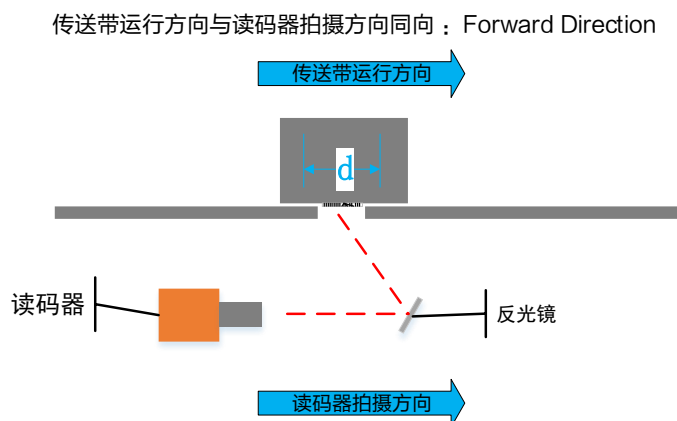 传送带运行方向与读码器拍摄方向同向 ：Forward Direction
传送带运行方向
d
读码器
反光镜
读码器拍摄方向